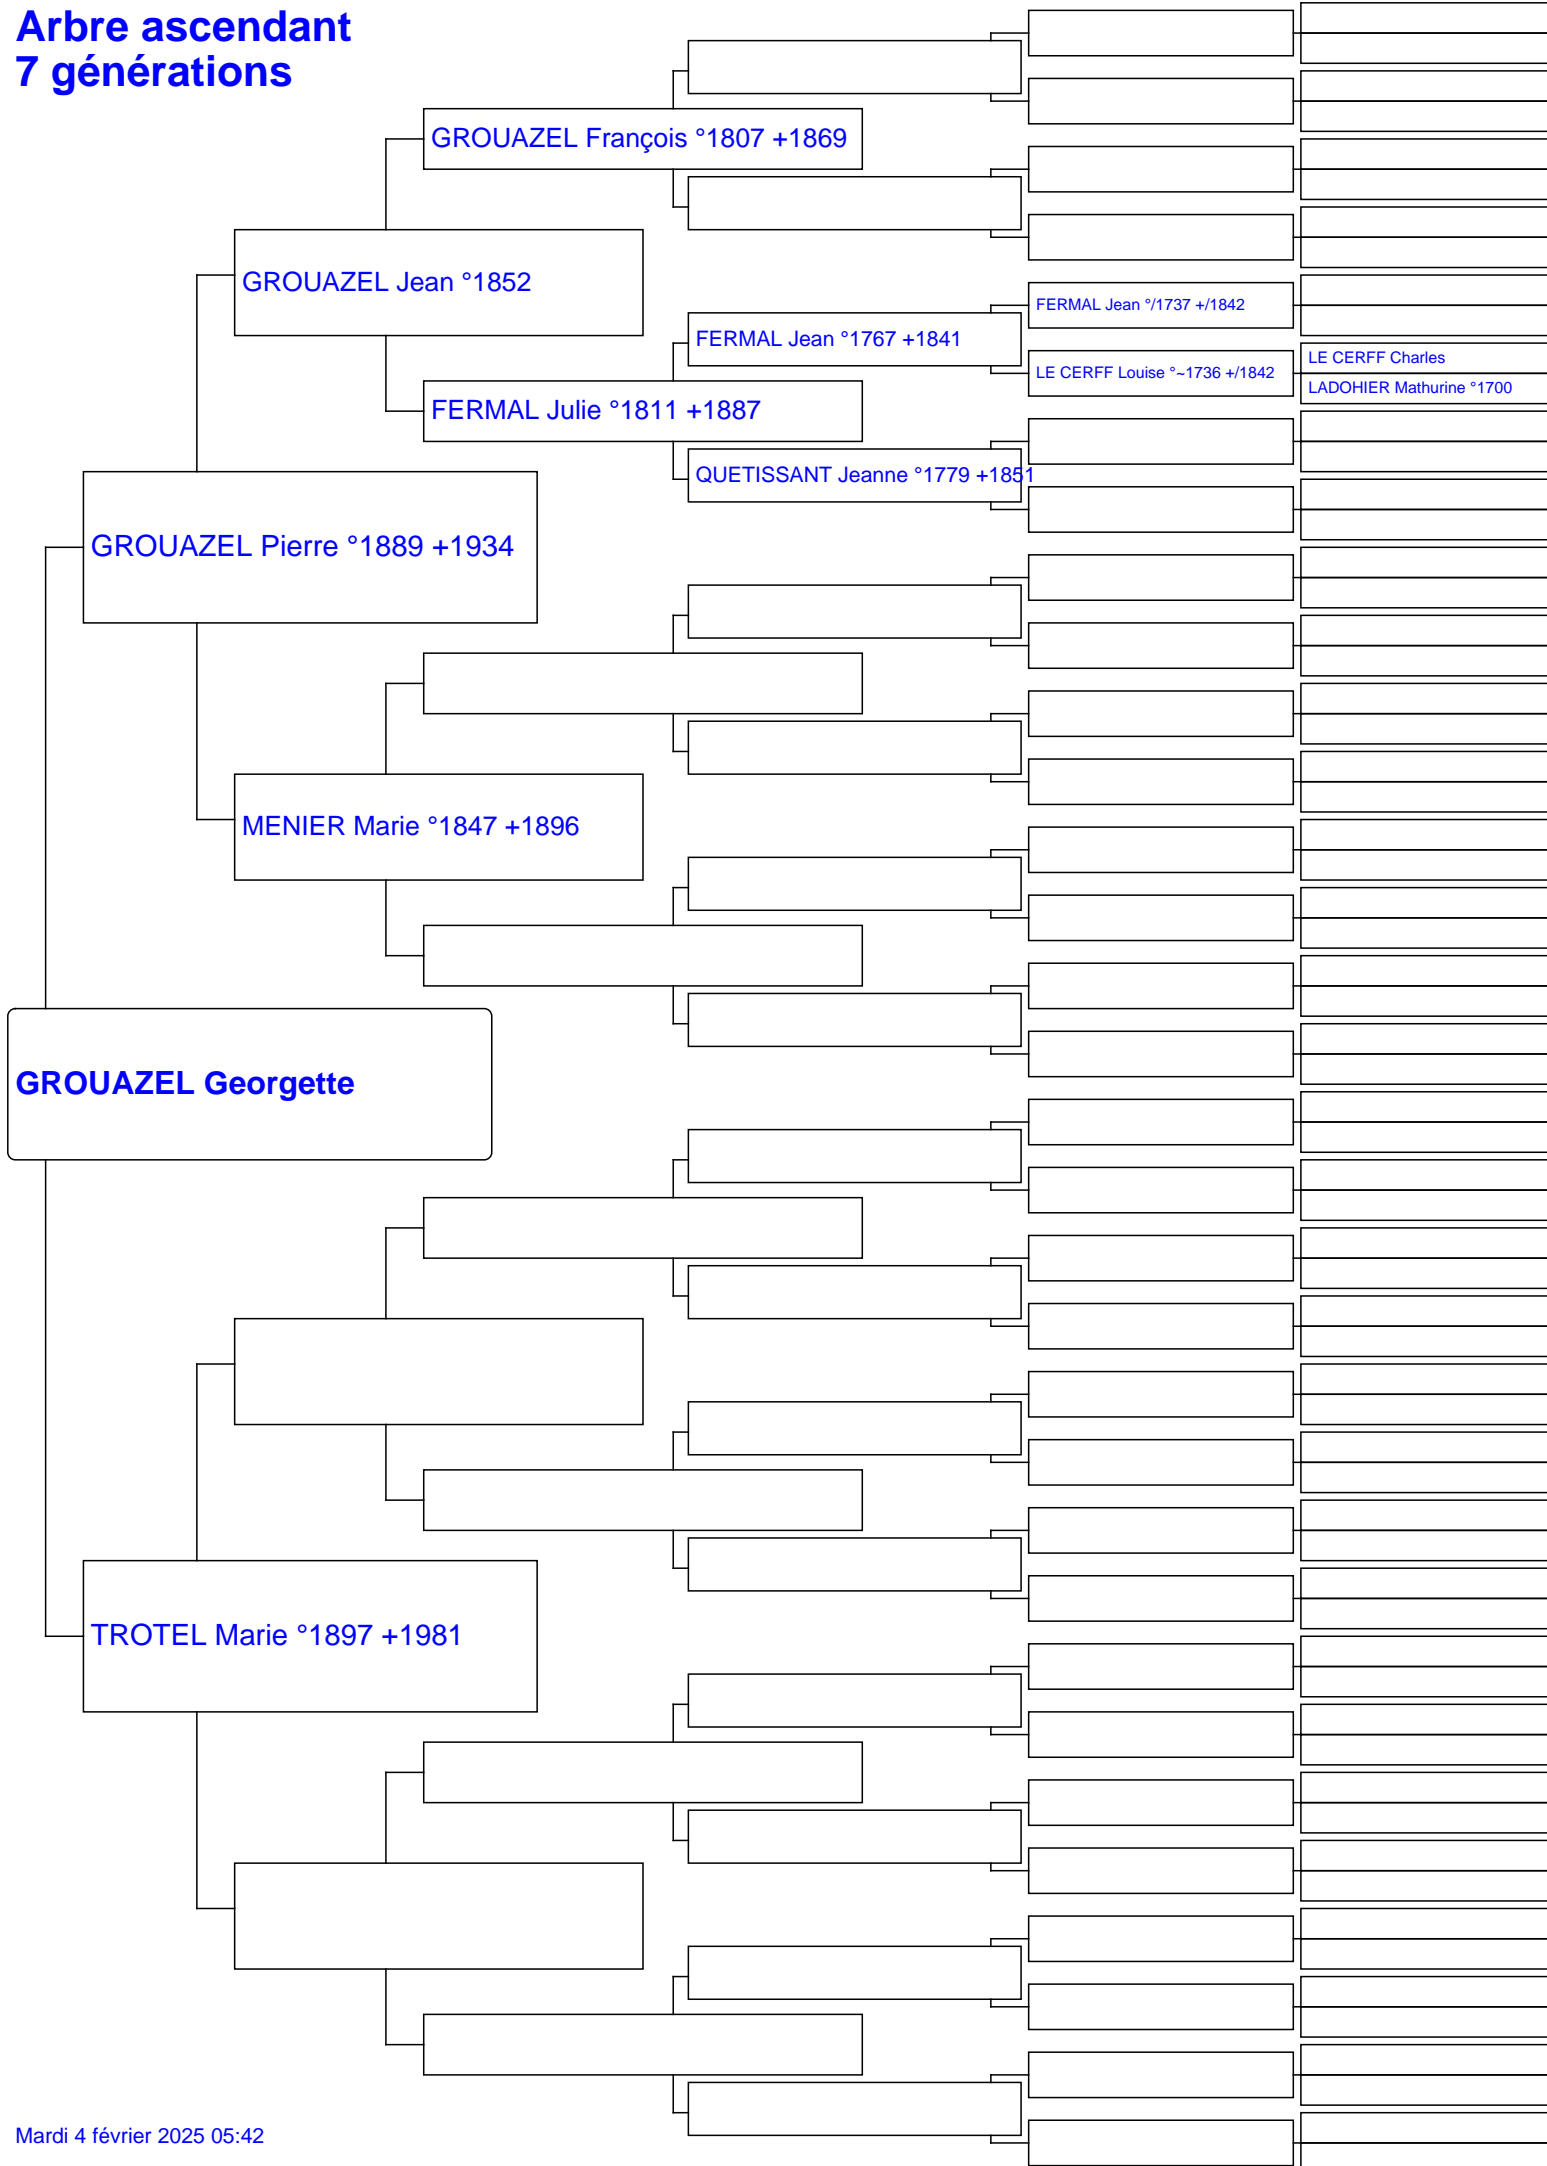 Arbre ascendant
7 générations
GROUAZEL François °1807 +1869
GROUAZEL Jean °1852
FERMAL Jean °/1737 +/1842
FERMAL Jean °1767 +1841
LE CERFF Charles
LE CERFF Louise °~1736 +/1842
LADOHIER Mathurine °1700
FERMAL Julie °1811 +1887
QUETISSANT Jeanne °1779 +1851
GROUAZEL Pierre °1889 +1934
MENIER Marie °1847 +1896
GROUAZEL Georgette
TROTEL Marie °1897 +1981
Mardi 4 février 2025 05:42